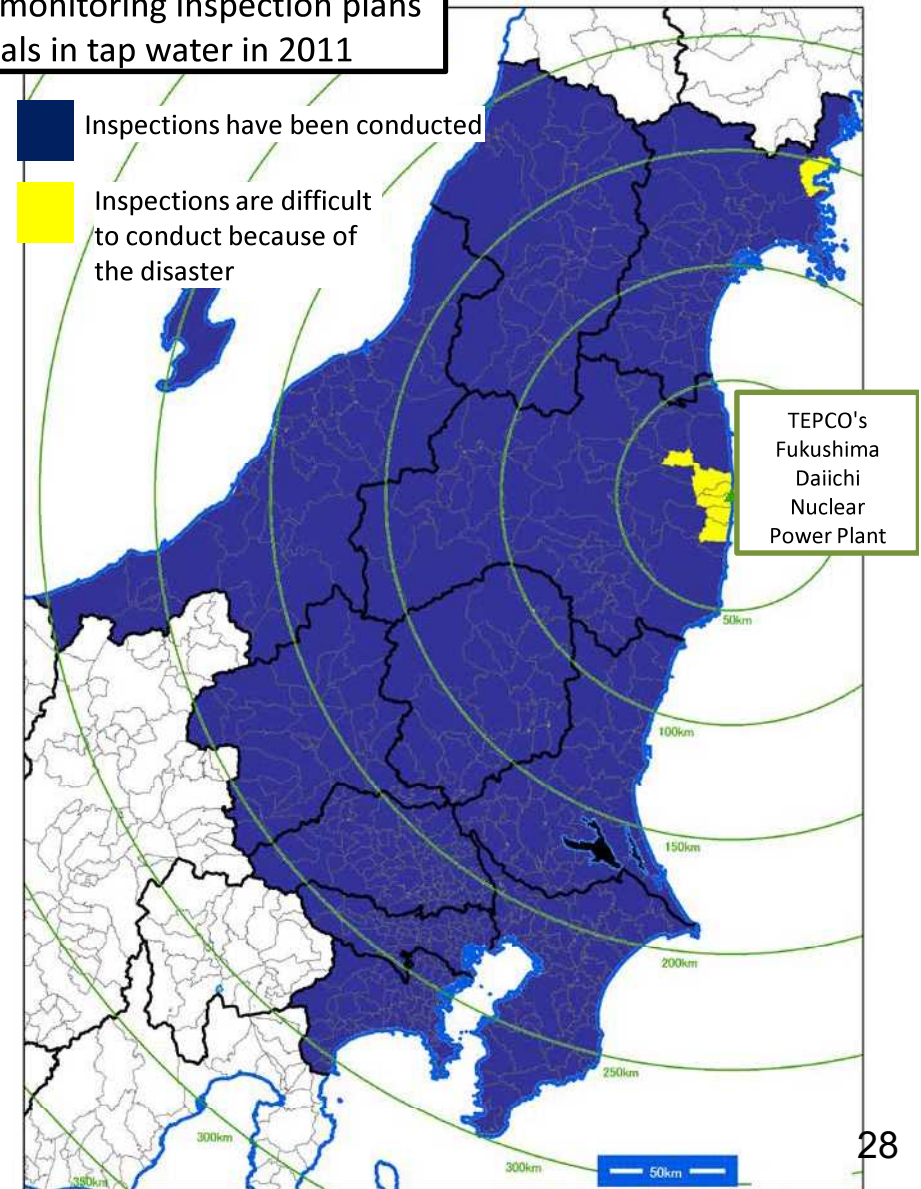 monitoring inspection plans
als in tap water in 2011
Inspections have been conducted
Inspections are difficult
to conduct because of
the disaster
TEPCO's
Fukushima
Daiichi
Nuclear
Power Plant
50km
100km
150km
200km
250km
300km
300km
350km
50km
28